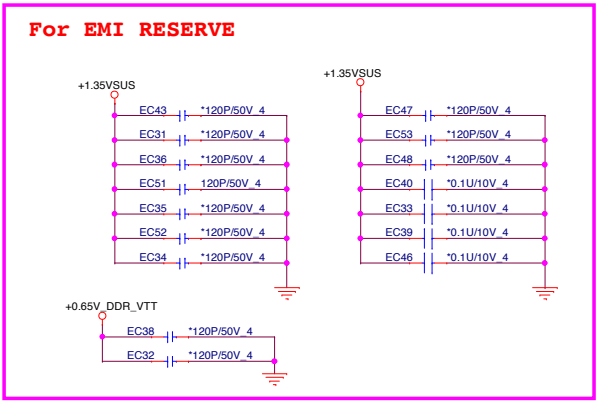 For EMI RESERVE
+1.35VSUS
EC43 *120P/50V_4
EC31 *120P/50V_4
EC36 *120P/50V_4
EC51 120P/50V_4
EC35 *120P/50V_4
EC52 *120P/50V_4
EC34 *120P/50V_4
+1.35VSUS
EC47 *120P/50V_4
EC53 *120P/50V_4
EC48 *120P/50V_4
EC40 *0.1U/10V_4
EC33 *0.1U/10V_4
EC39 *0.1U/10V_4
EC46 *0.1U/10V_4
+0.65V_DDR_VTT
EC38 *120P/50V_4
EC32 *120P/50V_4